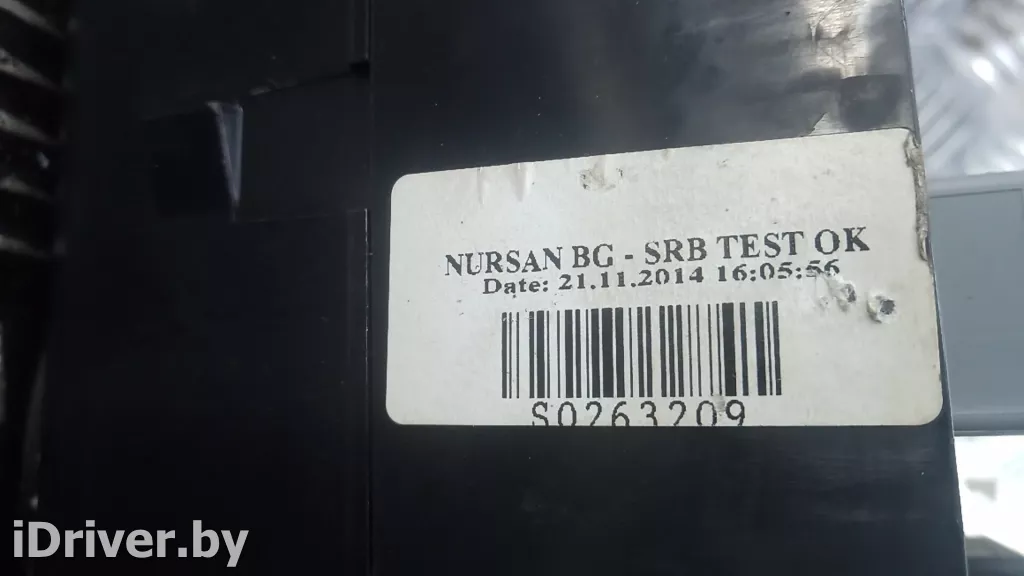 NURSAN BG - SRB TEST OK
Date: 21.11.2014 16:05:56
S0263209
iDriver.by